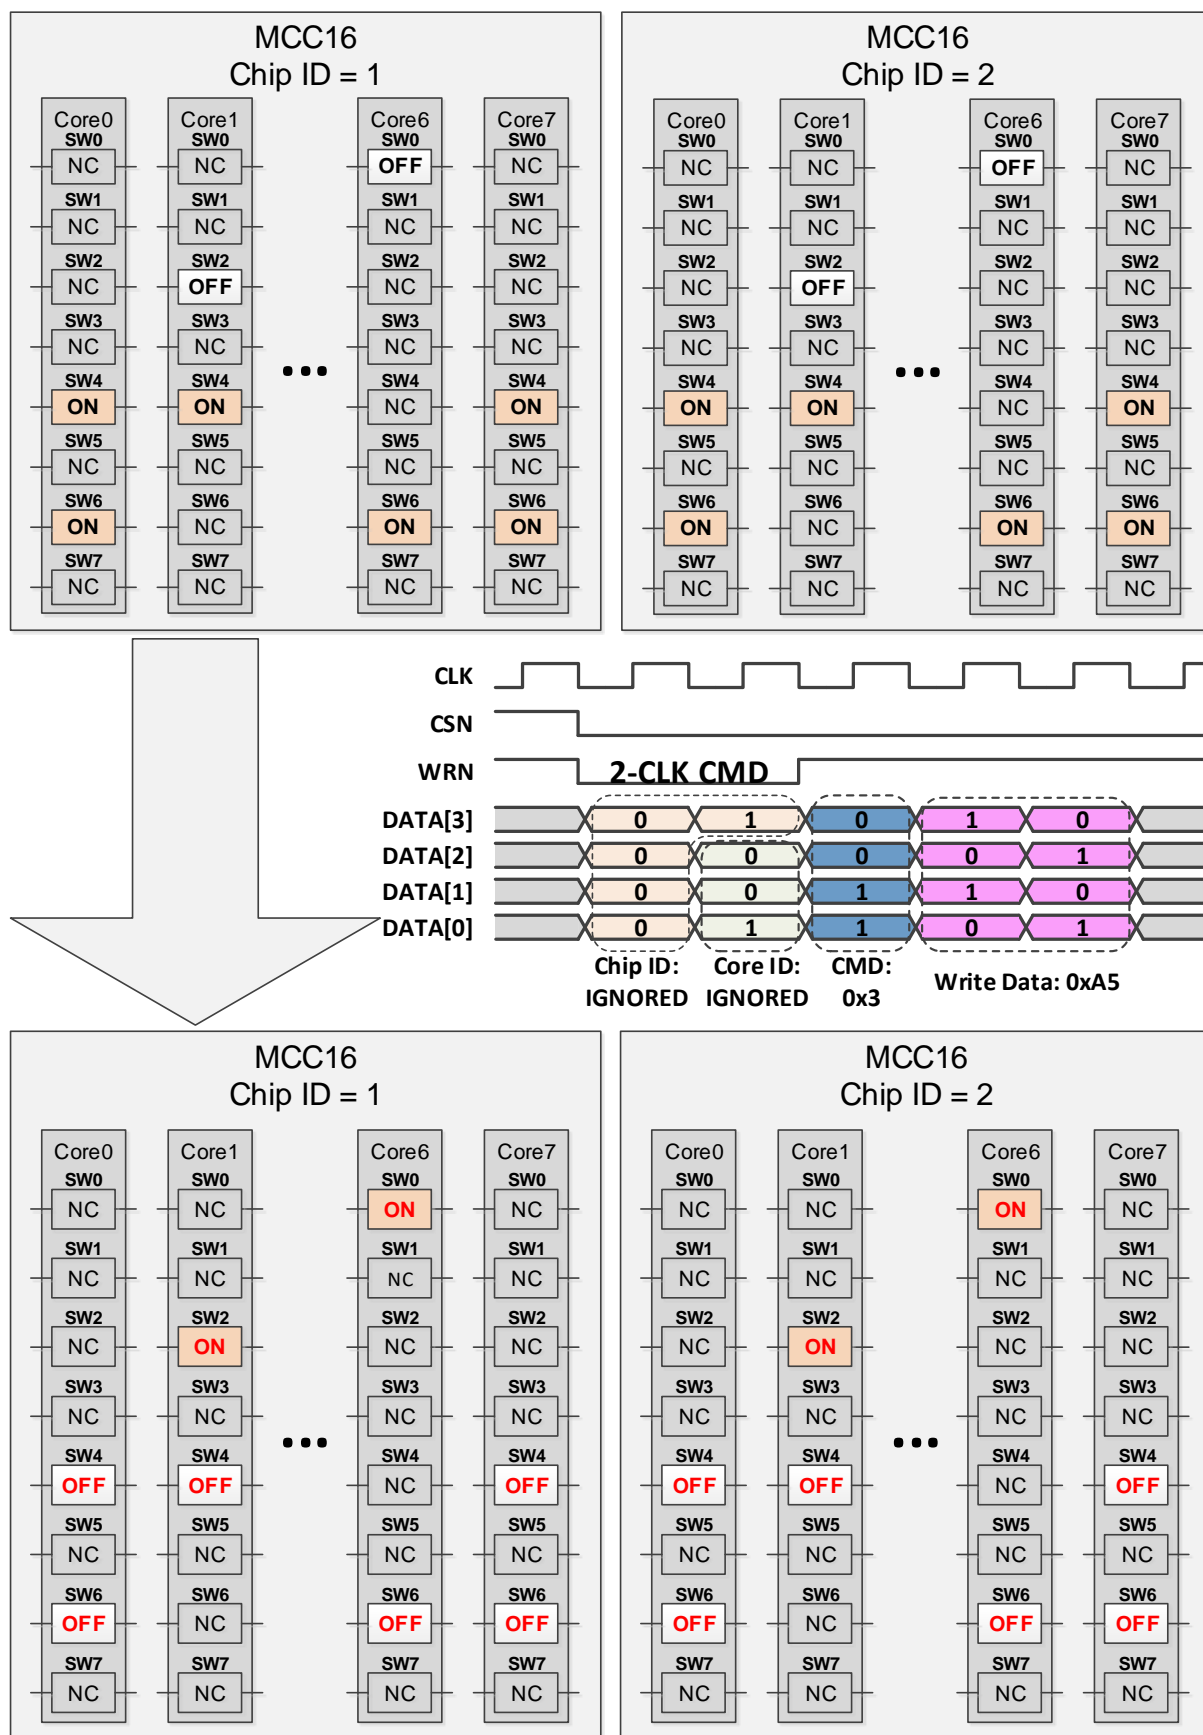 MCC16
Chip ID = 1
Core0 Core1 Core6 Core7
SW0 SW0 SW0 SW0
NC NC OFF NC
SW1 SW1 SW1 SW1
NC NC NC NC
SW2 SW2 SW2 SW2
NC OFF NC NC
SW3 SW3 SW3 SW3
NC NC NC NC
SW4 SW4 SW4 SW4
ON ON NC ON
SW5 SW5 SW5 SW5
NC NC NC NC
SW6 SW6 SW6 SW6
ON NC ON ON
SW7 SW7 SW7 SW7
NC NC NC NC
...
MCC16
Chip ID = 2
Core0 Core1 Core6 Core7
SW0 SW0 SW0 SW0
NC NC OFF NC
SW1 SW1 SW1 SW1
NC NC NC NC
SW2 SW2 SW2 SW2
NC OFF NC NC
SW3 SW3 SW3 SW3
NC NC NC NC
SW4 SW4 SW4 SW4
ON ON NC ON
SW5 SW5 SW5 SW5
NC NC NC NC
SW6 SW6 SW6 SW6
ON NC ON ON
SW7 SW7 SW7 SW7
NC NC NC NC
...
CLK
CSN
WRN 2-CLK CMD
DATA[3] 0 1 0 1 0
DATA[2] 0 0 0 0 1
DATA[1] 0 0 1 1 0
DATA[0] 0 1 1 0 1
Chip ID: IGNORED
Core ID: IGNORED
CMD: 0x3
Write Data: 0xA5
MCC16
Chip ID = 1
Core0 Core1 Core6 Core7
SW0 SW0 SW0 SW0
NC NC ON NC
SW1 SW1 SW1 SW1
NC NC NC NC
SW2 SW2 SW2 SW2
NC ON NC NC
SW3 SW3 SW3 SW3
NC NC NC NC
SW4 SW4 SW4 SW4
OFF OFF NC OFF
SW5 SW5 SW5 SW5
NC NC NC NC
SW6 SW6 SW6 SW6
OFF NC OFF OFF
SW7 SW7 SW7 SW7
NC NC NC NC
...
MCC16
Chip ID = 2
Core0 Core1 Core6 Core7
SW0 SW0 SW0 SW0
NC NC ON NC
SW1 SW1 SW1 SW1
NC NC NC NC
SW2 SW2 SW2 SW2
NC ON NC NC
SW3 SW3 SW3 SW3
NC NC NC NC
SW4 SW4 SW4 SW4
OFF OFF NC OFF
SW5 SW5 SW5 SW5
NC NC NC NC
SW6 SW6 SW6 SW6
OFF NC OFF OFF
SW7 SW7 SW7 SW7
NC NC NC NC
...